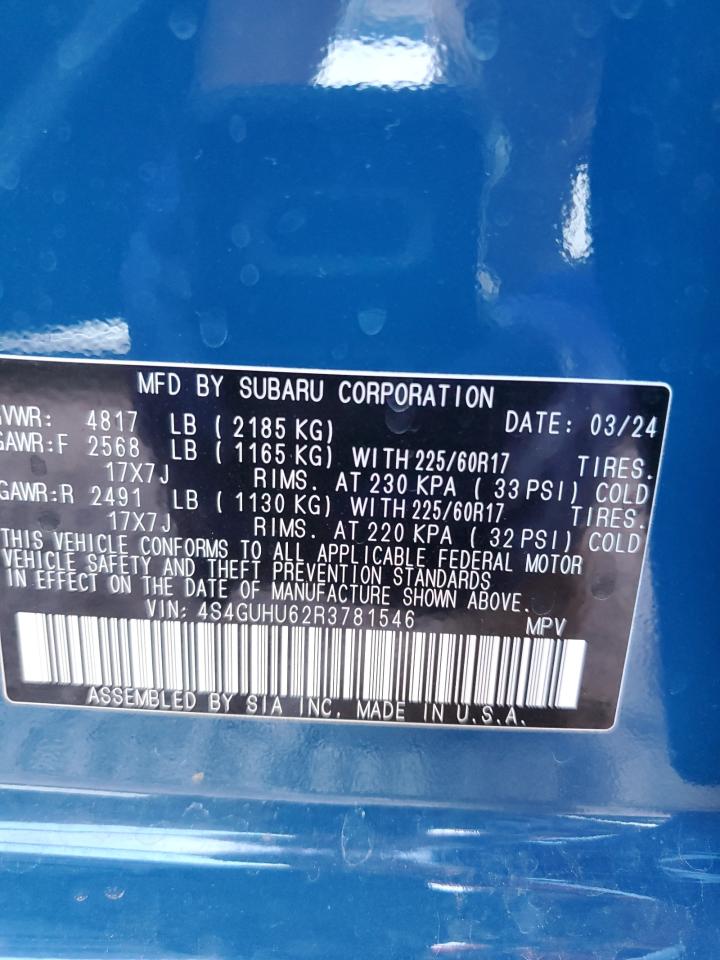 MFD BY SUBARU CORPORATION
VWR: 4817 LB ( 2185 KG) DATE: 03/24
GAWR:F 2568 LB ( 1165 KG) WITH 225/60R17 TIRES.
17X7J RIMS. AT 230 KPA ( 33 PSI) COLD
GAWR:R 2491 LB ( 1130 KG) WITH 225/60R17 TIRES.
17X7J RIMS. AT 220 KPA ( 32 PSI) COLD
THIS VEHICLE CONFORMS TO ALL APPLICABLE FEDERAL MOTOR
VEHICLE SAFETY AND THEFT PREVENTION STANDARDS
IN EFFECT ON THE DATE OF MANUFACTURE SHOWN ABOVE.
VIN: 4S4GUHU62R3781546 MPV
ASSEMBLED BY SIA INC. MADE IN U.S.A.